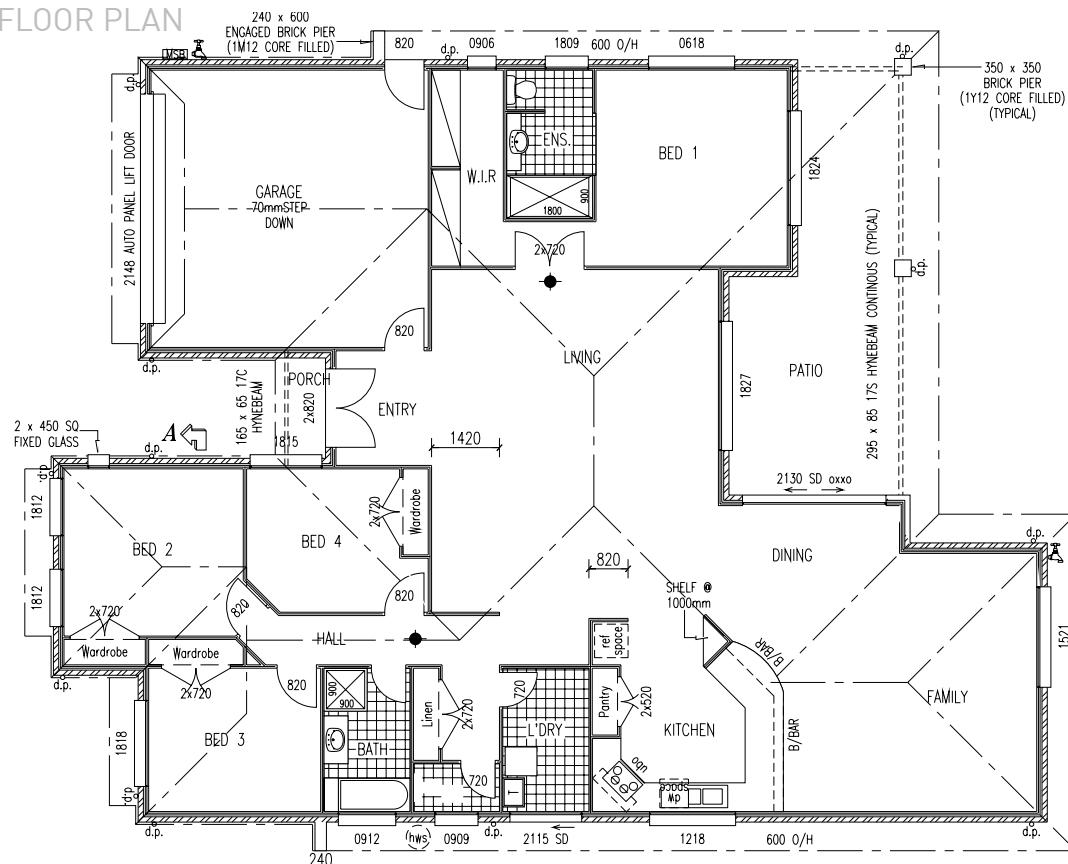 FLOOR PLAN
240 x 600
ENGAGED BRICK PIER
(1M12 CORE FILLED)
MSB
820
d.p.
0906
1809
600 O/H
0618
d.p.
350 x 350
BRICK PIER
(1Y12 CORE FILLED)
(TYPICAL)
d.p.
2148 AUTO PANEL LIFT DOOR
GARAGE
70mmSTEP
DOWN
W.I.R
ENS.
BED 1
1824
900
1800
2x720
295 x 85 17S HYNEBEAM CONTINOUS (TYPICAL)
d.p.
820
d.p.
PORCH
165 x 65 17C
HYNEBEAM
2x820
ENTRY
LIVING
1827
PATIO
2 x 450 SQ
FIXED GLASS
A
d.p.
1815
1420
d.p.
2130 SD oxxo
1812
1812
BED 2
BED 4
2x720
Wardrobe
820
820
820
DINING
SHELF @
1000mm
d.p.
2x720
Wardrobe
Wardrobe
2x720
HALL
ref
space
B/BAR
1521
d.p.
820
900
900
Linen
2x720
720
Pantry
2x520
KITCHEN
B/BAR
FAMILY
1818
BED 3
BATH
L'DRY
ubo
720
T
dw
space
d.p
d.p.
240
0912
hws
0909
d.p.
2115 SD
1218
600 O/H
d.p.